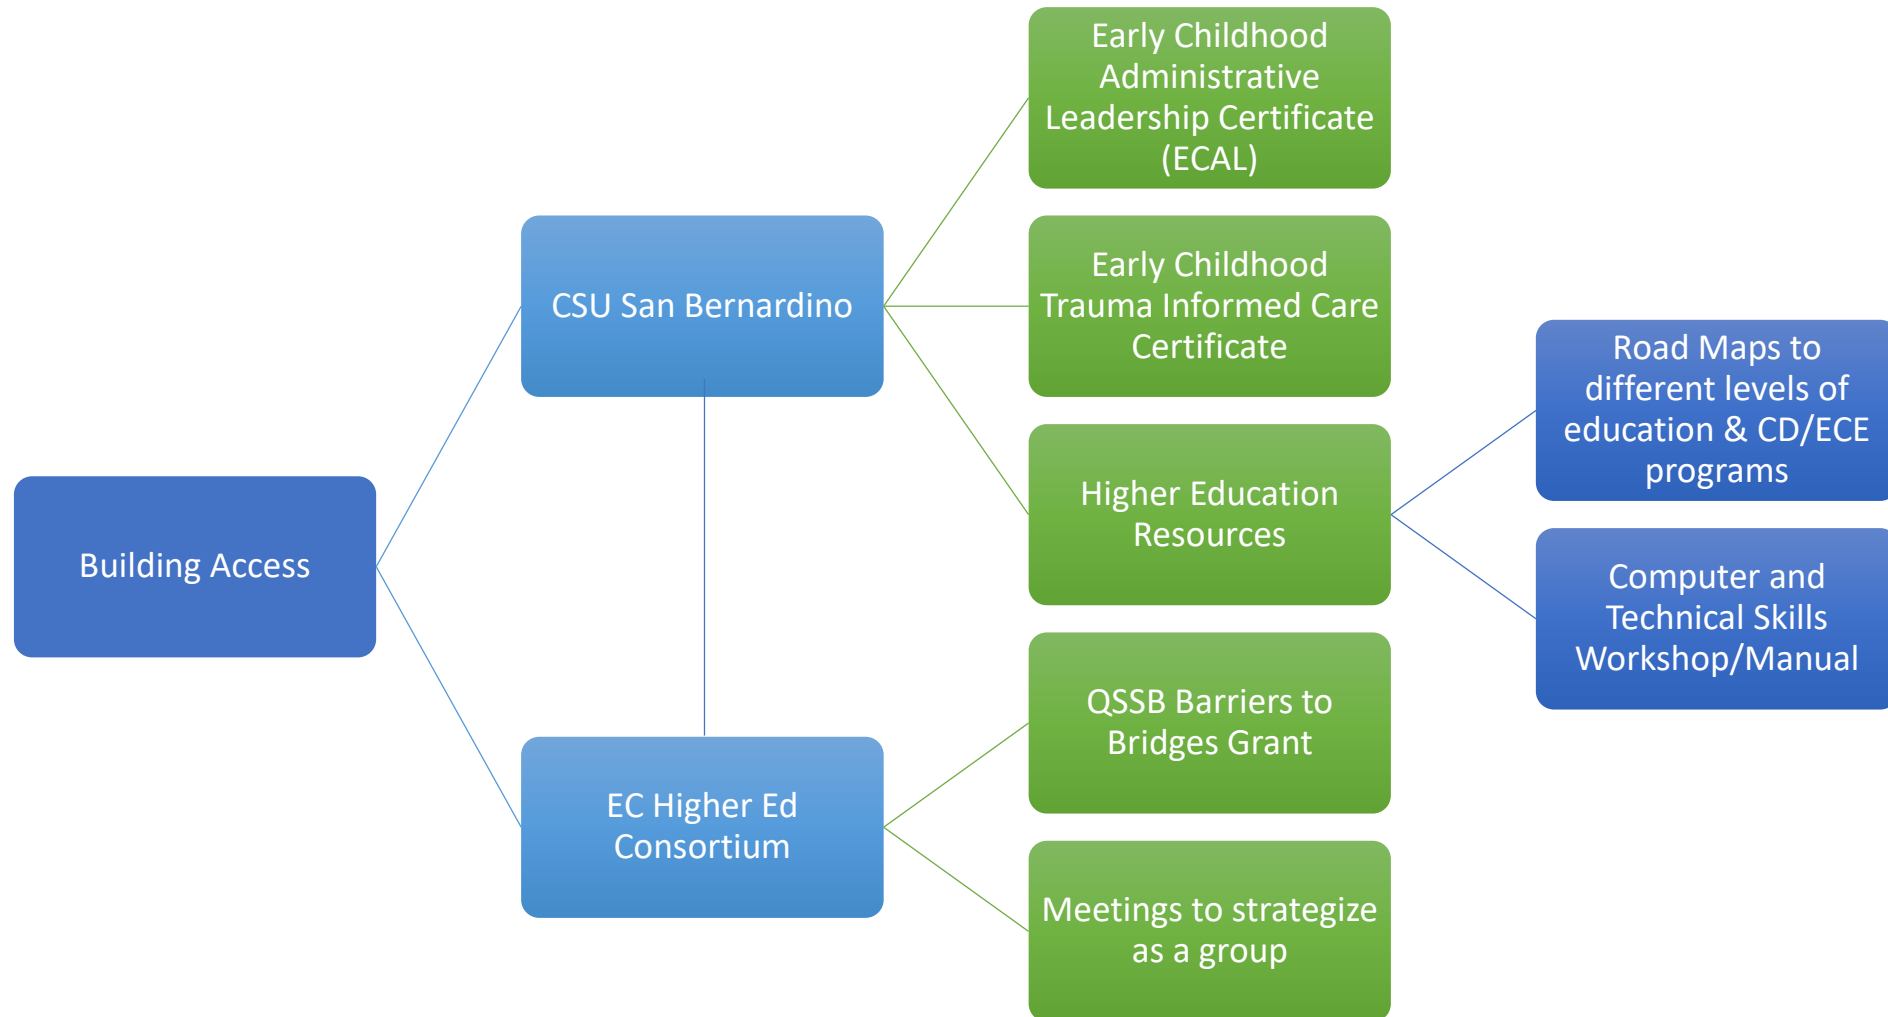 Building Access
CSU San Bernardino
EC Higher Ed
Consortium
Early Childhood
Administrative
Leadership Certificate
(ECAL)
Early Childhood
Trauma Informed Care
Certificate
Higher Education
Resources
QSSB Barriers to
Bridges Grant
Meetings to strategize
as a group
Road Maps to
different levels of
education & CD/ECE
programs
Computer and
Technical Skills
Workshop/Manual